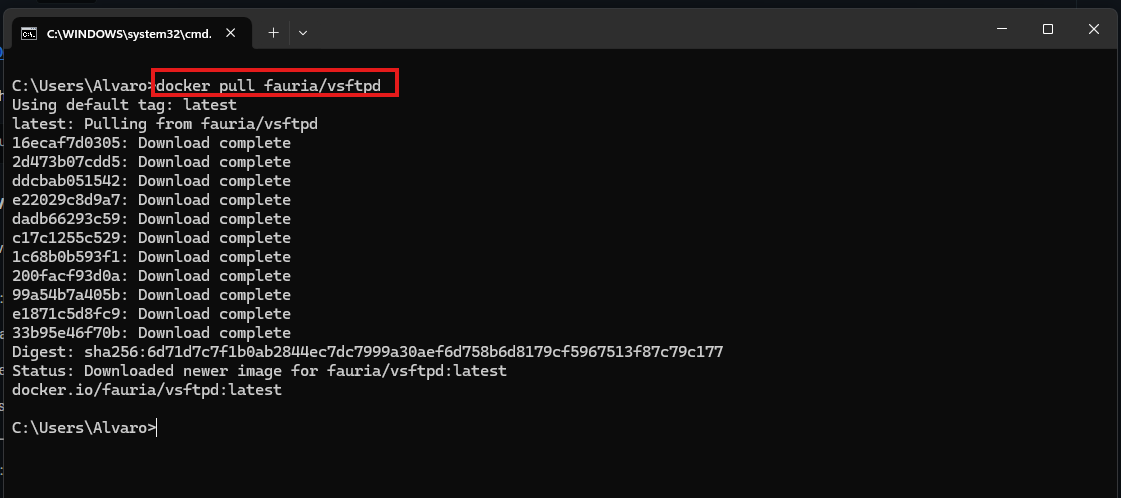 C:\WINDOWS\system32\cmd.
C:\Users\Alvaro>docker pull fauria/vsftpd
Using default tag: latest
latest: Pulling from fauria/vsftpd
16ecaf7d0305: Download complete
2d473b07cdd5: Download complete
ddcbab051542: Download complete
e22029c8d9a7: Download complete
dadb66293c59: Download complete
c17c1255c529: Download complete
1c68b0b593f1: Download complete
200facf93d0a: Download complete
99a54b7a405b: Download complete
e1871c5d8fc9: Download complete
33b95e46f70b: Download complete
Digest: sha256:6d71d7c7f1b0ab2844ec7dc7999a30aef6d758b6d8179cf5967513f87c79c177
Status: Downloaded newer image for fauria/vsftpd:latest
docker.io/fauria/vsftpd:latest
C:\Users\Alvaro>